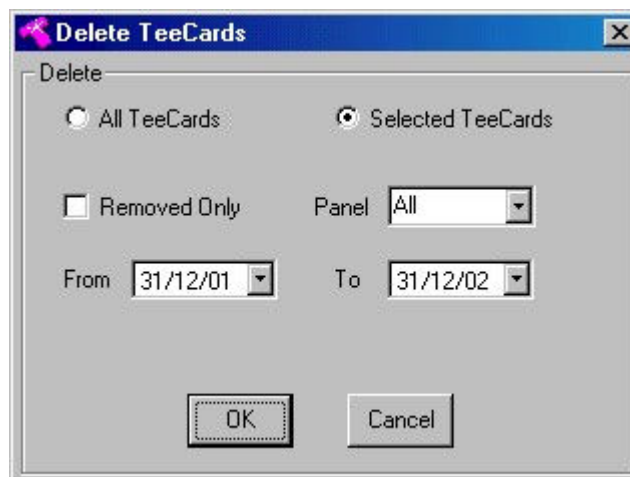 Delete TeeCards
Delete
All TeeCards Selected TeeCards
Removed Only Panel All
From 31/12/01 To 31/12/02
OK Cancel